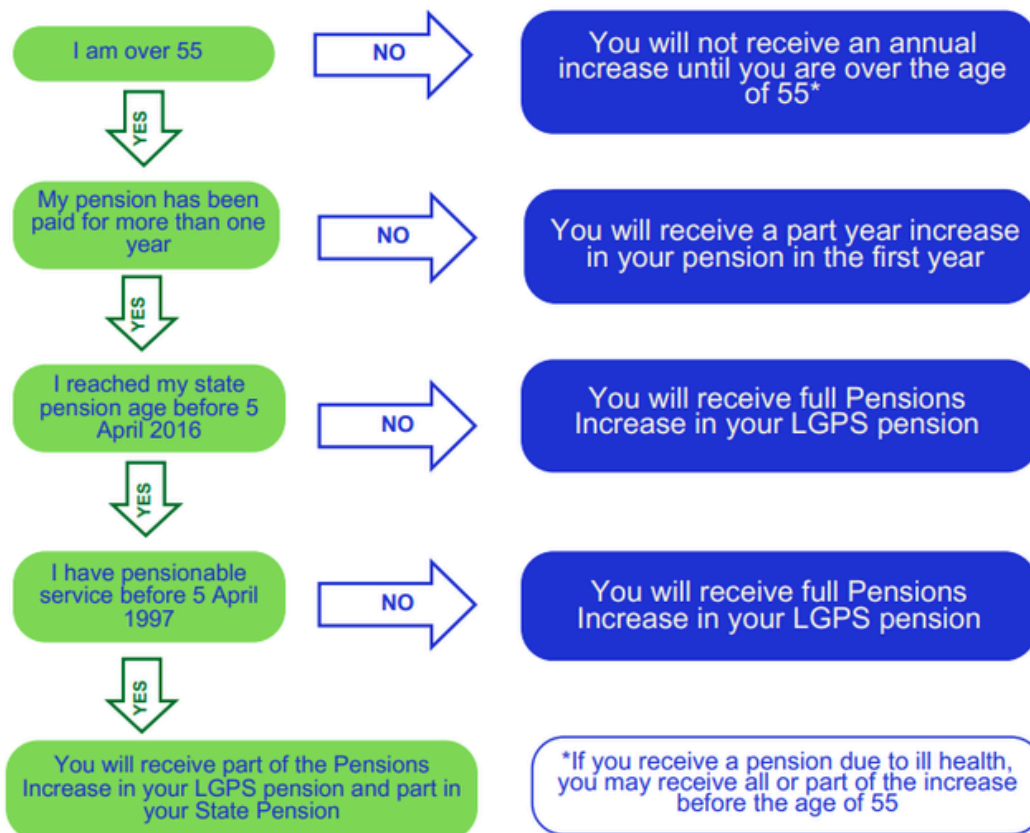 I am over 55
NO
You will not receive an annual
increase until you are over the age
of 55*
YES
My pension has been
paid for more than one
year
NO
You will receive a part year increase
in your pension in the first year
YES
I reached my state
pension age before 5
April 2016
NO
You will receive full Pensions
Increase in your LGPS pension
YES
I have pensionable
service before 5 April
1997
NO
You will receive full Pensions
Increase in your LGPS pension
YES
You will receive part of the Pensions
Increase in your LGPS pension and part in
your State Pension
*If you receive a pension due to ill health,
you may receive all or part of the increase
before the age of 55